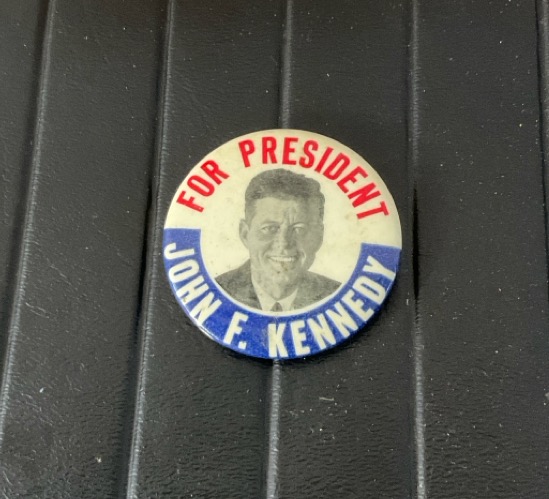 FOR PRESIDENT
JOHN F. KENNEDY